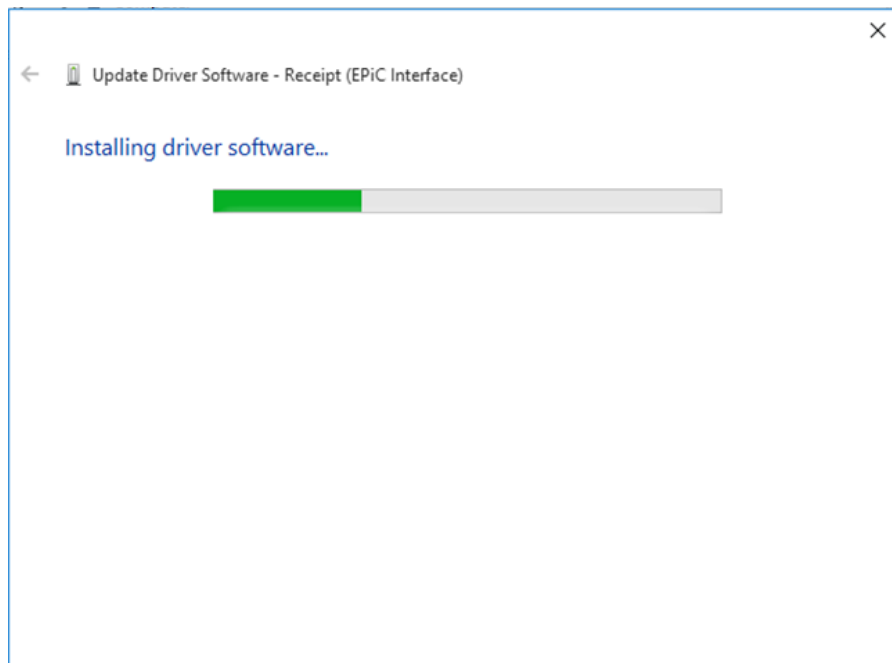 Update Driver Software - Receipt (EPiC Interface)
Installing driver software...